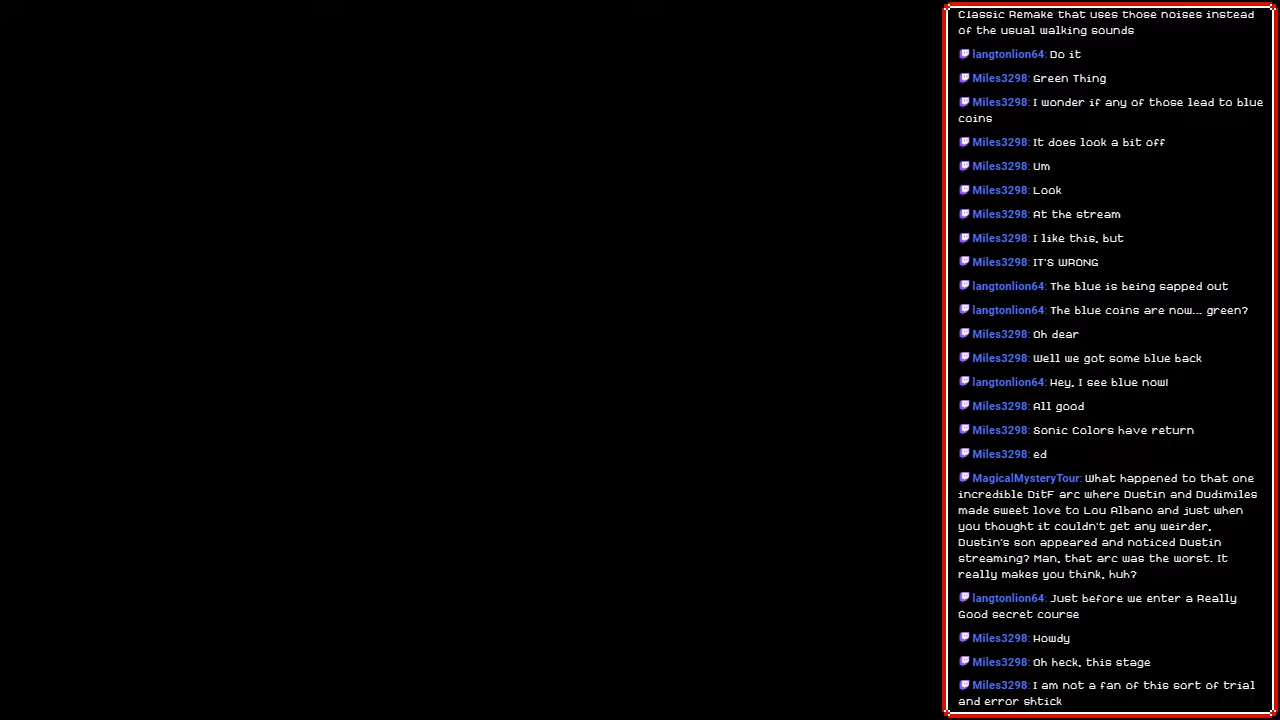 Classic Remake that uses those noises instead
of the usual walking sounds
langtonlion64: Do it
Miles3298: Green Thing
Miles3298: I wonder if any of those lead to blue
coins
Miles3298: It does look a bit off
Miles3298: Um
Miles3298: Look
Miles3298: At the stream
Miles3298: I like this, but
Miles3298: IT'S WRONG
langtonlion64: The blue is being sapped out
langtonlion64: The blue coins are now... green?
Miles3298: Oh dear
Miles3298: Well we got some blue back
langtonlion64: Hey, I see blue now!
Miles3298: All good
Miles3298: Sonic Colors have return
Miles3298: ed
MagicalMysteryTour: What happened to that one
incredible DitF arc where Dustin and Dudimiles
made sweet love to Lou Albano and just when
you thought it couldn't get any weirder,
Dustin's son appeared and noticed Dustin
streaming? Man, that arc was the worst. It
really makes you think, huh?
langtonlion64: Just before we enter a Really
Good secret course
Miles3298: Howdy
Miles3298: Oh heck, this stage
Miles3298: I am not a fan of this sort of trial
and error shtick